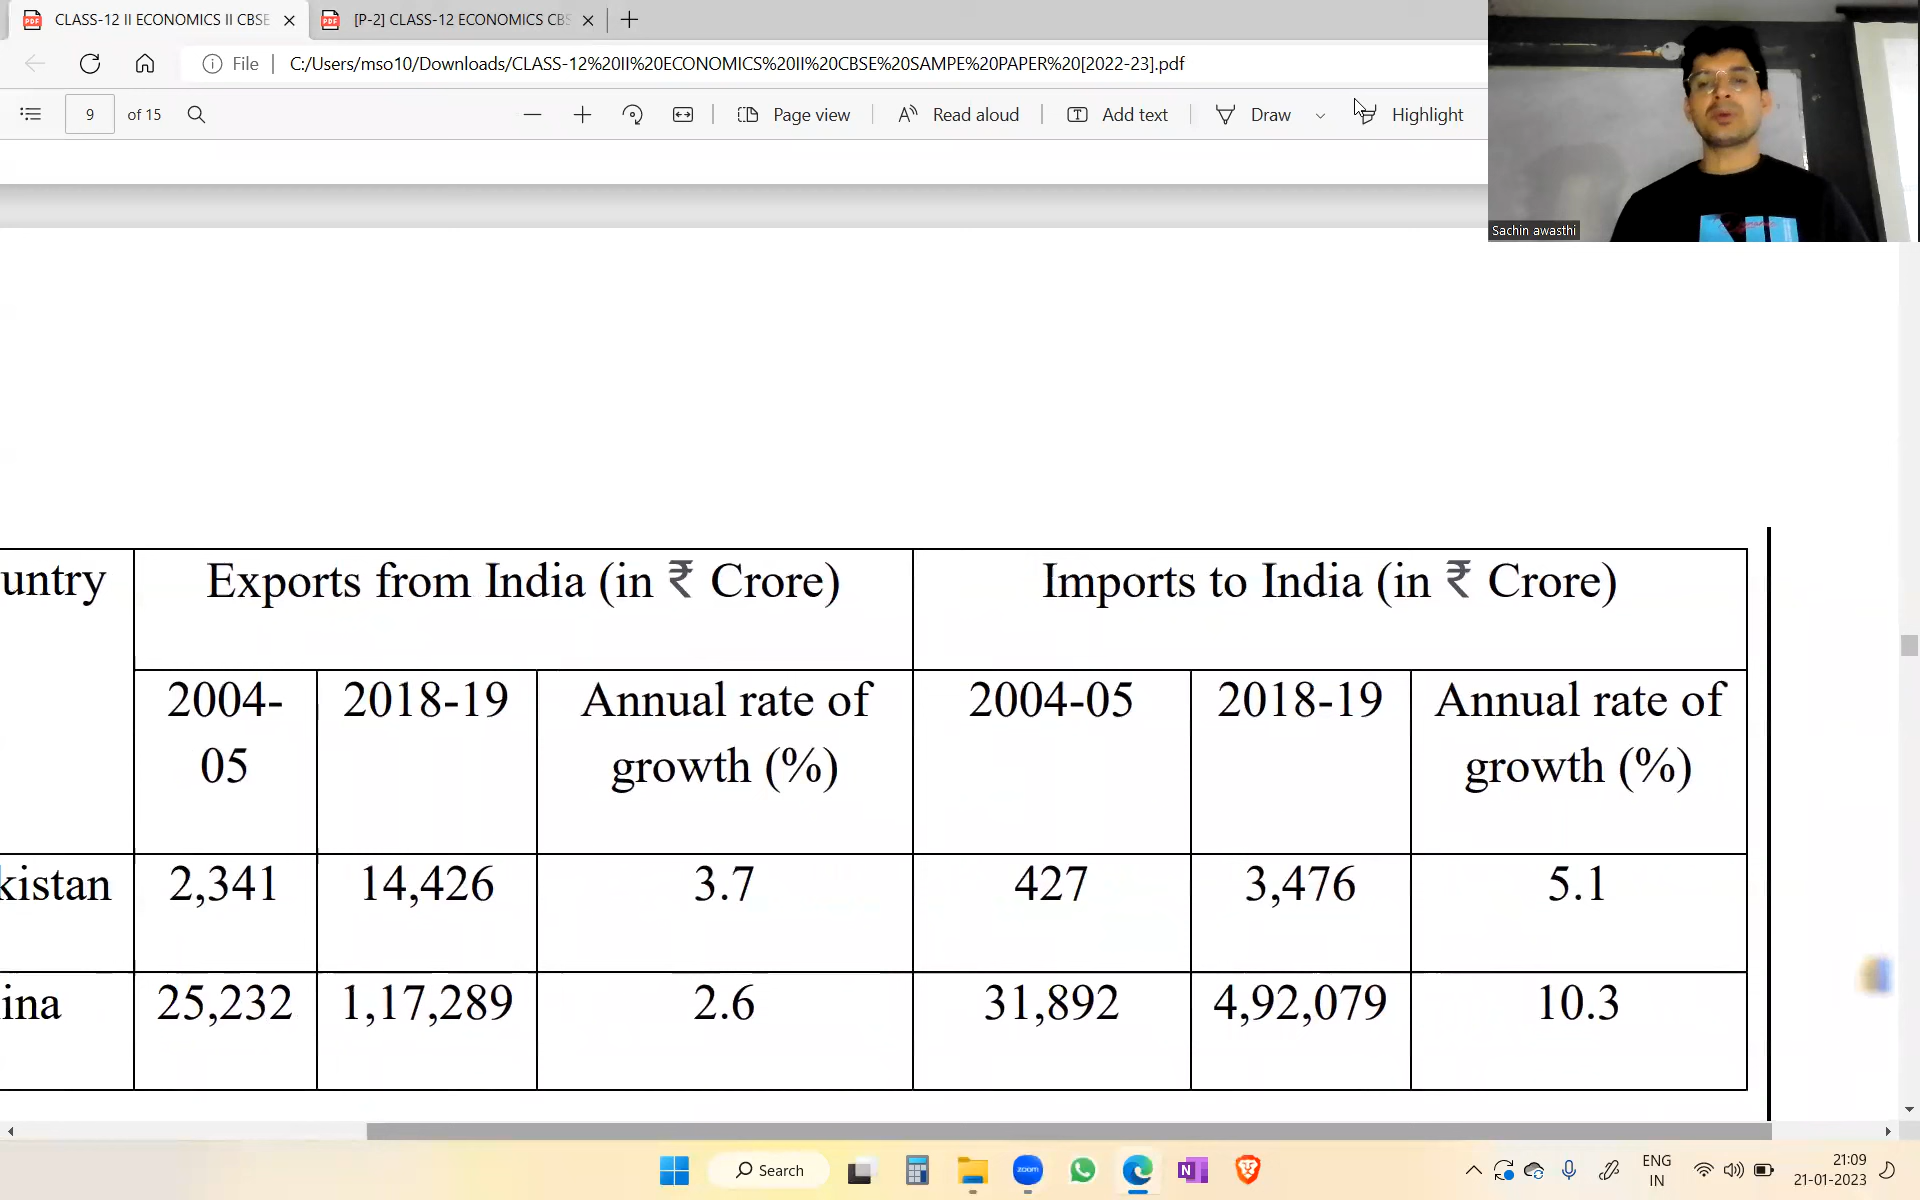 CLASS-12 II ECONOMICS II CBSE
[P-2] CLASS-12 ECONOMICS CBS
File
C:/Users/mso10/Downloads/CLASS-12%20II%20ECONOMICS%20II%20CBSE%20SAMPE%20PAPER%20[2022-23].pdf
9 of 15
Page view
Read aloud
Add text
Draw
Highlight
Sachin awasthi
untry
Exports from India (in ₹ Crore)
Imports to India (in ₹ Crore)
2004-
05
2018-19
Annual rate of
growth (%)
2004-05
2018-19
Annual rate of
growth (%)
kistan 2,341 14,426 3.7 427 3,476 5.1
ina 25,232 1,17,289 2.6 31,892 4,92,079 10.3
Search
zoom
ENG
IN
21:09
21-01-2023